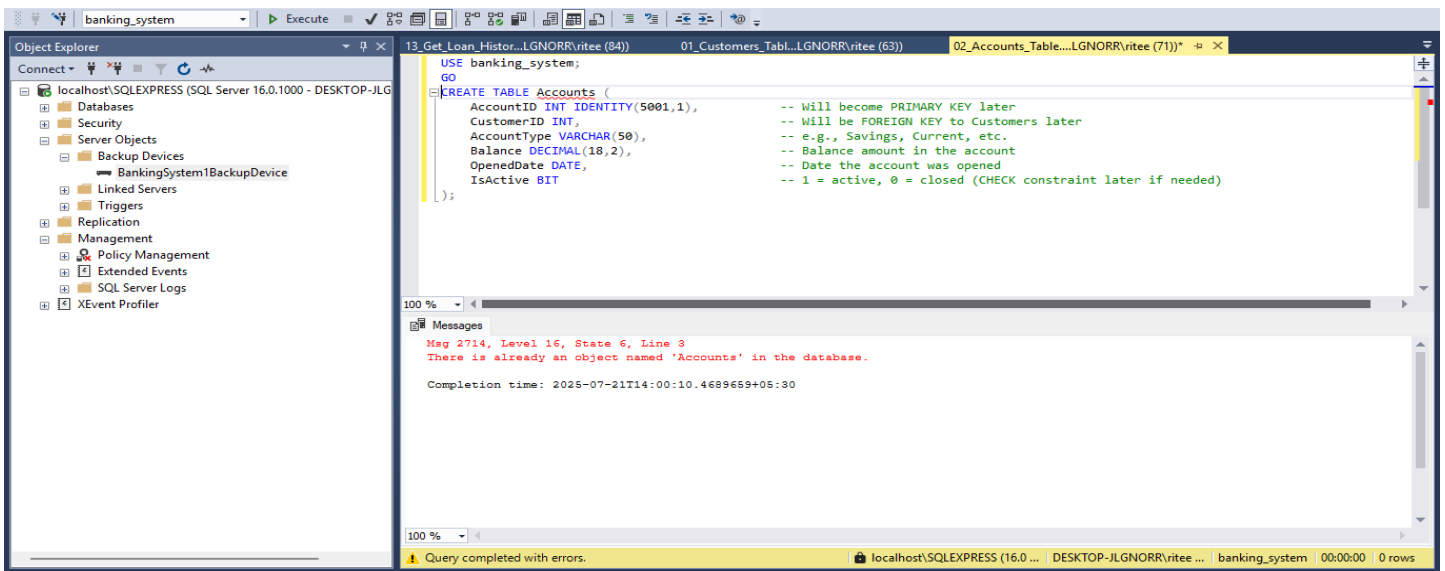 banking_system
Execute
Object Explorer
Connect
localhost\SQLEXPRESS (SQL Server 16.0.1000 - DESKTOP-JLG
Databases
Security
Server Objects
Backup Devices
BankingSystem1BackupDevice
Linked Servers
Triggers
Replication
Management
Policy Management
Extended Events
SQL Server Logs
XEvent Profiler
13_Get_Loan_Histor...LGNORR\ritee (84))
01_Customers_Tabl...LGNORR\ritee (63))
02_Accounts_Table....LGNORR\ritee (71))*
USE banking_system;
GO
CREATE TABLE Accounts (
AccountID INT IDENTITY(5001,1), -- Will become PRIMARY KEY later
CustomerID INT, -- Will be FOREIGN KEY to Customers later
AccountType VARCHAR(50), -- e.g., Savings, Current, etc.
Balance DECIMAL(18,2), -- Balance amount in the account
OpenedDate DATE, -- Date the account was opened
IsActive BIT -- 1 = active, 0 = closed (CHECK constraint later if needed)
);
100 %
Messages
Msg 2714, Level 16, State 6, Line 3
There is already an object named 'Accounts' in the database.
Completion time: 2025-07-21T14:00:10.4689659+05:30
100 %
Query completed with errors.
localhost\SQLEXPRESS (16.0 ...
DESKTOP-JLGNORR\ritee ...
banking_system
00:00:00
0 rows